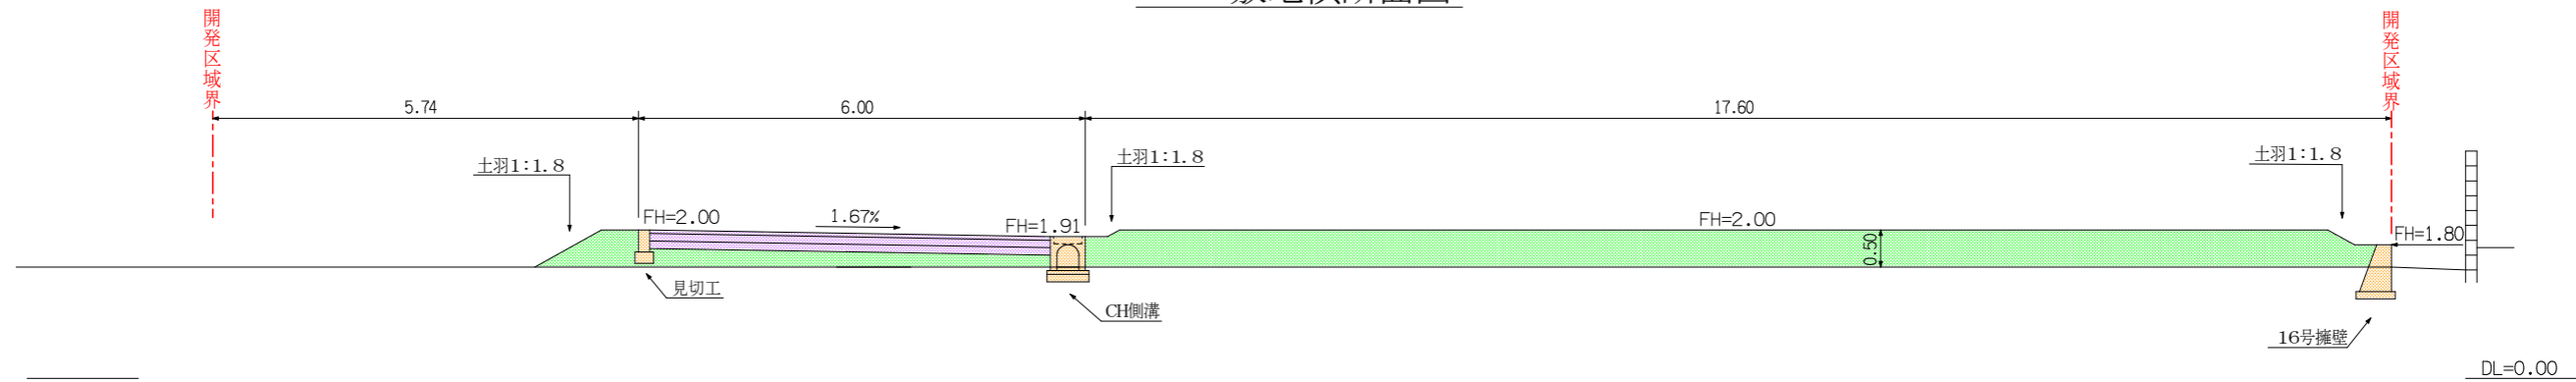 開発区域界
開発区域界
5.74
6.00
17.60
土羽1:1.8
土羽1:1.8
土羽1:1.8
FH=2.00
1.67%
FH=1.91
FH=2.00
FH=1.80
0.50
見切工
CH側溝
16号擁壁
DL=0.00